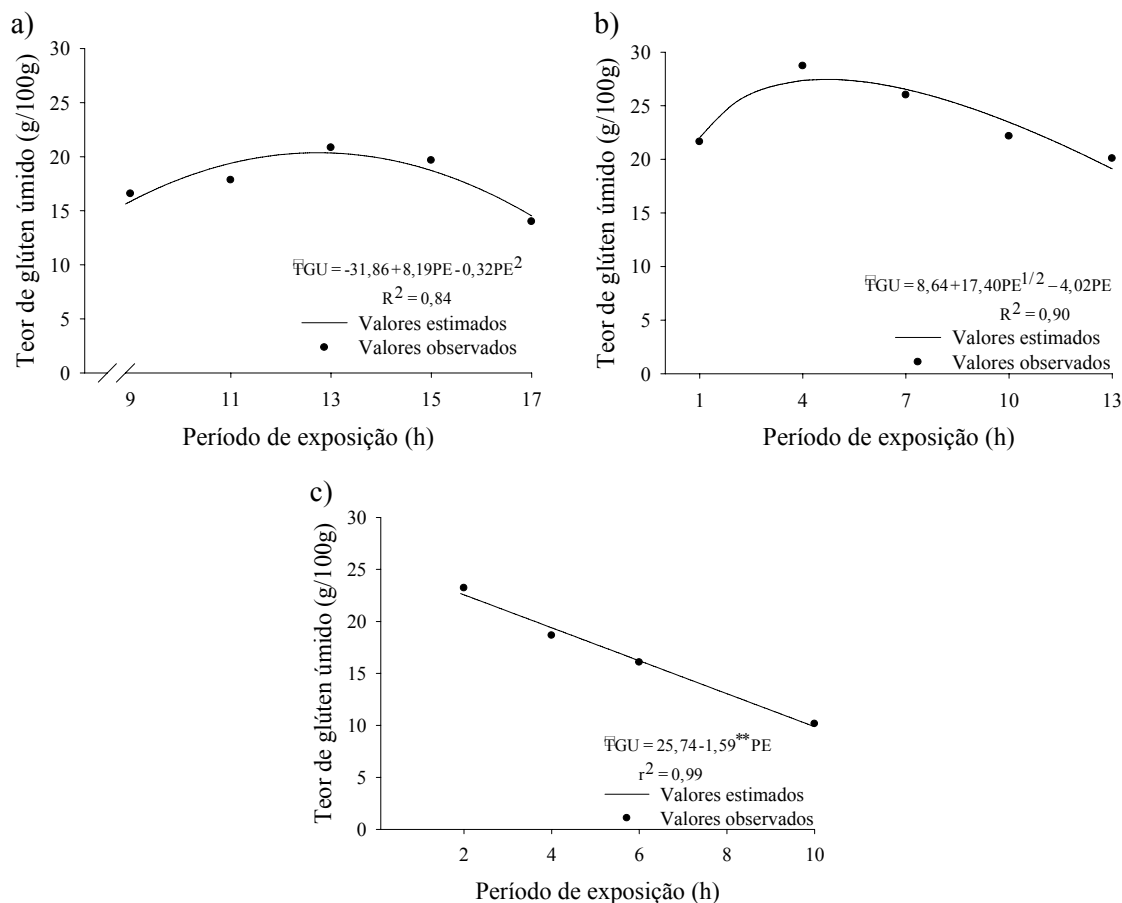 a)
Teor de glúten úmido (g/100g)
30
25
20
15
10
5
0
TGU = -31,86+8,19PE-0,32PE²
R² = 0,84
Valores estimados
Valores observados
9 11 13 15 17
Período de exposição (h)
b)
Teor de glúten úmido (g/100g)
30
25
20
15
10
5
0
TGU = 8,64+17,40PE^1/2 – 4,02PE
R² = 0,90
Valores estimados
Valores observados
1 4 7 10 13
Período de exposição (h)
c)
Teor de glúten úmido (g/100g)
30
25
20
15
10
5
0
TGU = 25,74-1,59**PE
r² = 0,99
Valores estimados
Valores observados
2 4 6 8 10
Período de exposição (h)